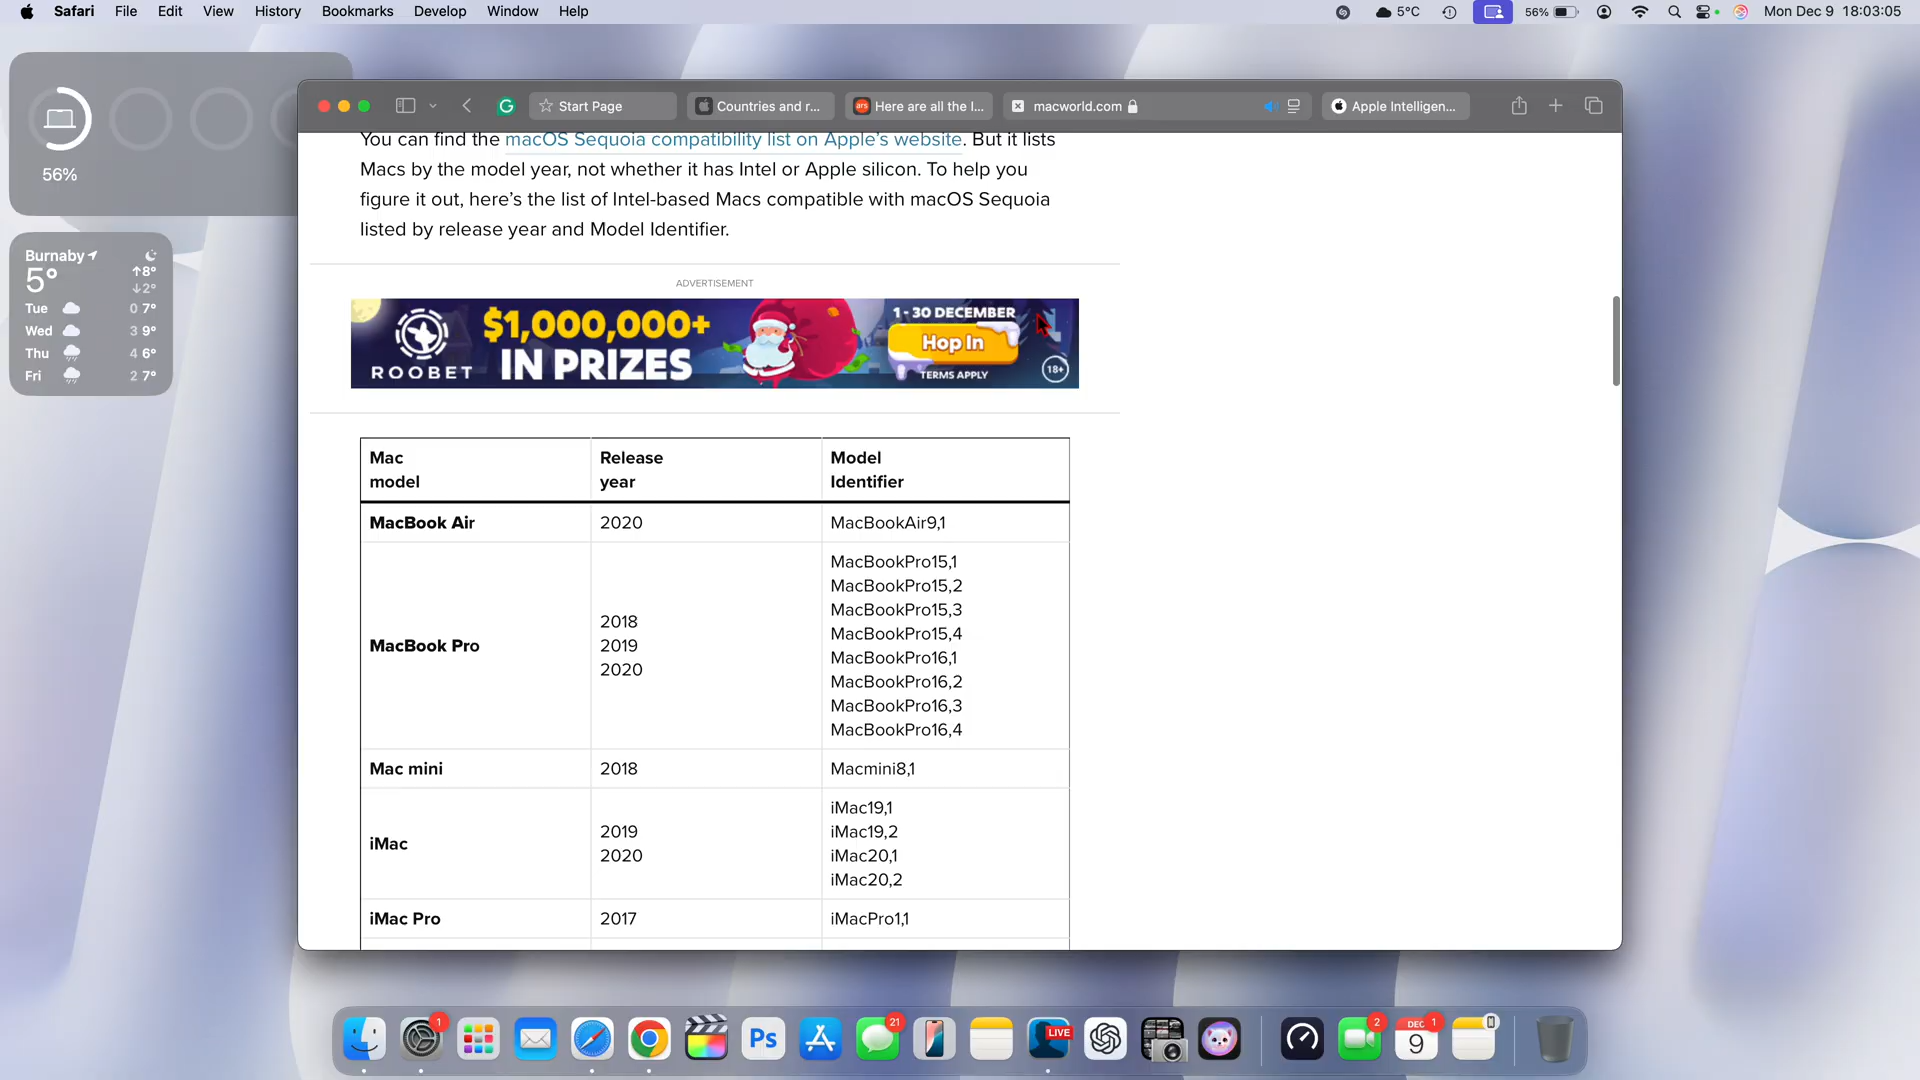 Safari File Edit View History Bookmarks Develop Window Help 5°C 56% Mon Dec 9 18:03:05
56%
Burnaby
5° ↑8°
↓2°
Tue 0 7°
Wed 3 9°
Thu 4 6°
Fri 2 7°
Start Page Countries and r... ars Here are all the I... macworld.com Apple Intelligen...
You can find the macOS Sequoia compatibility list on Apple's website. But it lists
Macs by the model year, not whether it has Intel or Apple silicon. To help you
figure it out, here's the list of Intel-based Macs compatible with macOS Sequoia
listed by release year and Model Identifier.
ADVERTISEMENT
ROOBET
$1,000,000+
IN PRIZES
1 - 30 DECEMBER
Hop In
TERMS APPLY
18+
Mac
model
Release
year
Model
Identifier
MacBook Air 2020 MacBookAir9,1
MacBook Pro
2018
2019
2020
MacBookPro15,1
MacBookPro15,2
MacBookPro15,3
MacBookPro15,4
MacBookPro16,1
MacBookPro16,2
MacBookPro16,3
MacBookPro16,4
Mac mini 2018 Macmini8,1
iMac
2019
2020
iMac19,1
iMac19,2
iMac20,1
iMac20,2
iMac Pro 2017 iMacPro1,1
1
Ps
21
LIVE
2
DEC 1
9